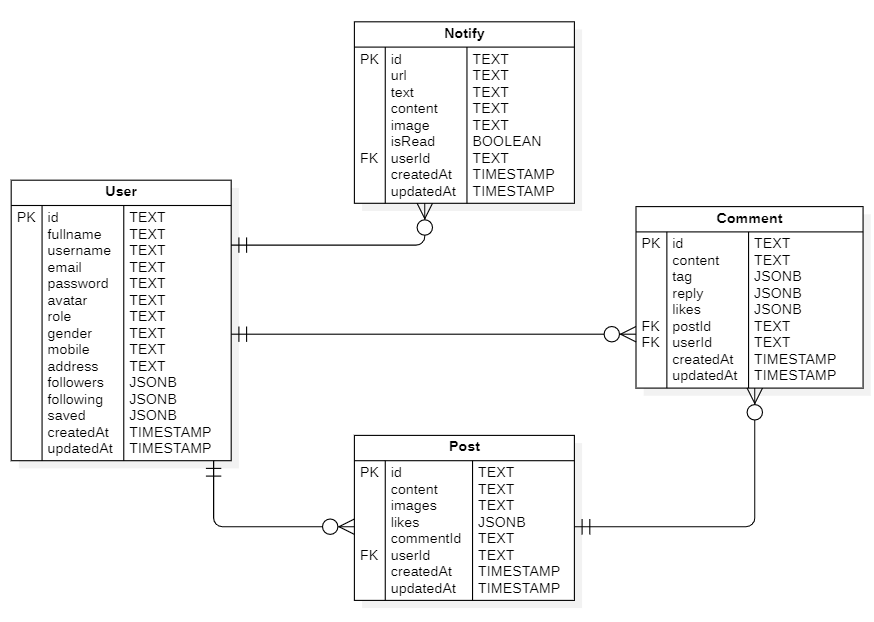 Notify
PK id TEXT
url TEXT
text TEXT
content TEXT
image TEXT
isRead BOOLEAN
FK userId TEXT
createdAt TIMESTAMP
updatedAt TIMESTAMP
User
PK id TEXT
fullname TEXT
username TEXT
email TEXT
password TEXT
avatar TEXT
role TEXT
gender TEXT
mobile TEXT
address TEXT
followers JSONB
following JSONB
saved JSONB
createdAt TIMESTAMP
updatedAt TIMESTAMP
Comment
PK id TEXT
content TEXT
tag JSONB
reply JSONB
likes JSONB
FK postId TEXT
FK userId TEXT
createdAt TIMESTAMP
updatedAt TIMESTAMP
Post
PK id TEXT
content TEXT
images TEXT
likes JSONB
commentId TEXT
FK userId TEXT
createdAt TIMESTAMP
updatedAt TIMESTAMP